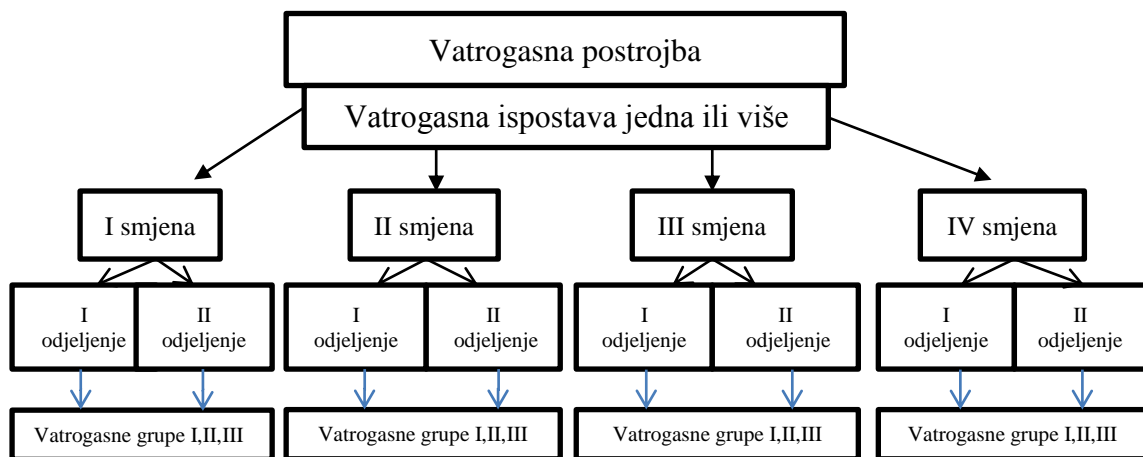 Vatrogasna postrojba
Vatrogasna ispostava jedna ili više
I smjena
II smjena
III smjena
IV smjena
I
odjeljenje
II
odjeljenje
I
odjeljenje
II
odjeljenje
I
odjeljenje
II
odjeljenje
I
odjeljenje
II
odjeljenje
Vatrogasne grupe I,II,III
Vatrogasne grupe I,II,III
Vatrogasne grupe I,II,III
Vatrogasne grupe I,II,III